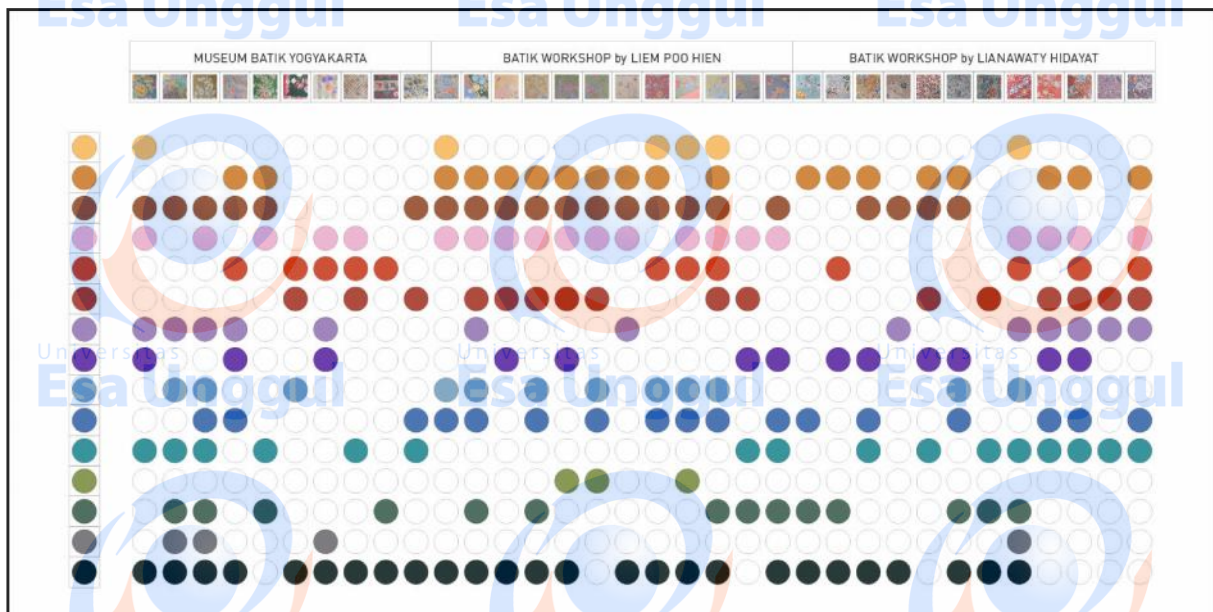 Esa Unggul Esa Unggul Esa Unggul
MUSEUM BATIK YOGYAKARTA BATIK WORKSHOP by LIEM POO HIEN BATIK WORKSHOP by LIANAWATY HIDAYAT
Universitas Universitas Universitas
Esa Unggul Esa Unggul Esa Unggul